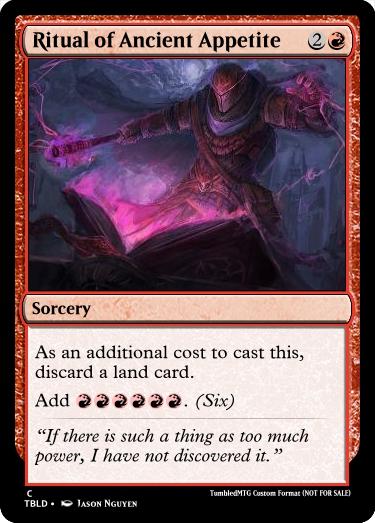 Ritual of Ancient Appetite 2
Sorcery
As an additional cost to cast this,
discard a land card.
Add . (Six)
“If there is such a thing as too much
power, I have not discovered it.”
C
TBLD • Jason Nguyen
TumbledMTG Custom Format (NOT FOR SALE)